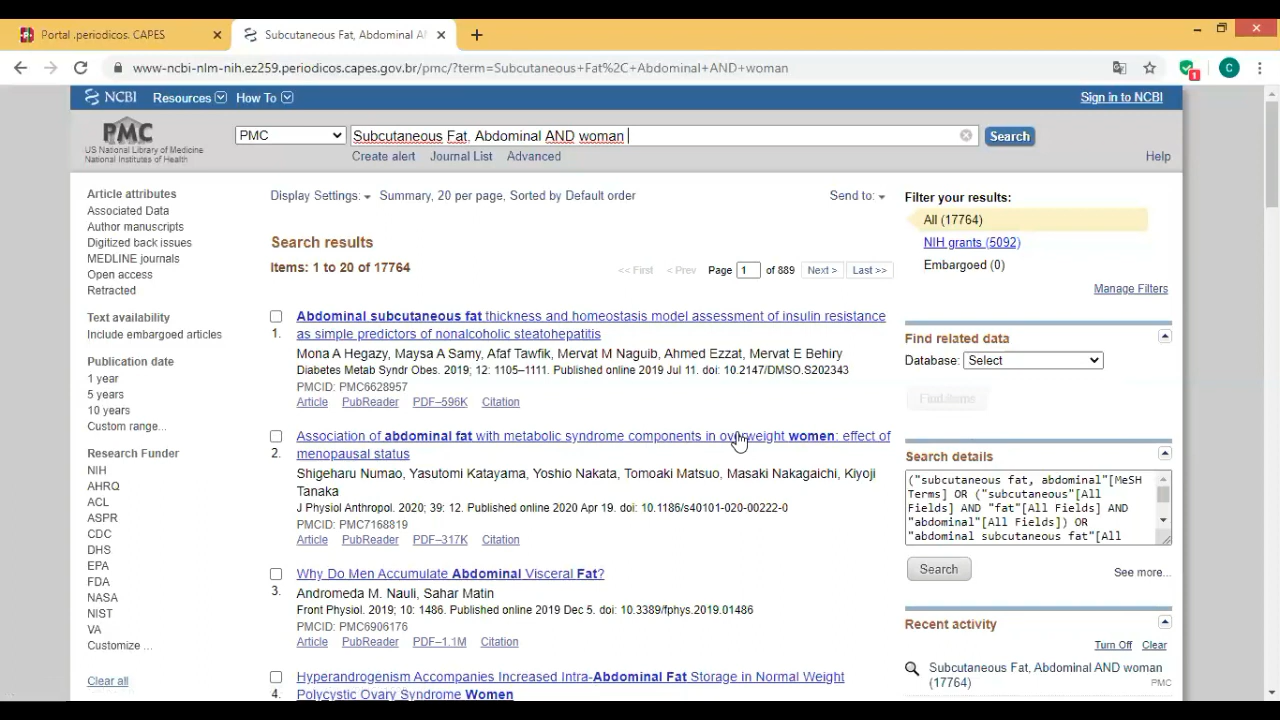 Portal .periodicos. CAPES
Subcutaneous Fat, Abdominal A
www-ncbi-nlm-nih.ez259.periodicos.capes.gov.br/pmc/?term=Subcutaneous+Fat%2C+Abdominal+AND+woman
1
C
NCBI Resources How To
Sign in to NCBI
PMC
US National Library of Medicine
National Institutes of Health
PMC
Subcutaneous Fat, Abdominal AND woman
Search
Create alert Journal List Advanced
Help
Article attributes
Associated Data
Author manuscripts
Digitized back issues
MEDLINE journals
Open access
Retracted
Text availability
Include embargoed articles
Publication date
1 year
5 years
10 years
Custom range...
Research Funder
NIH
AHRQ
ACL
ASPR
CDC
DHS
EPA
FDA
NASA
NIST
VA
Customize ...
Clear all
Display Settings: Summary, 20 per page, Sorted by Default order
Send to:
Search results
Items: 1 to 20 of 17764
<< First < Prev Page 1 of 889 Next > Last >>
Abdominal subcutaneous fat thickness and homeostasis model assessment of insulin resistance
1. as simple predictors of nonalcoholic steatohepatitis
Mona A Hegazy, Maysa A Samy, Afaf Tawfik, Mervat M Naguib, Ahmed Ezzat, Mervat E Behiry
Diabetes Metab Syndr Obes. 2019; 12: 1105–1111. Published online 2019 Jul 11. doi: 10.2147/DMSO.S202343
PMCID: PMC6628957
Article PubReader PDF–596K Citation
Association of abdominal fat with metabolic syndrome components in overweight women: effect of
2. menopausal status
Shigeharu Numao, Yasutomi Katayama, Yoshio Nakata, Tomoaki Matsuo, Masaki Nakagaichi, Kiyoji
Tanaka
J Physiol Anthropol. 2020; 39: 12. Published online 2020 Apr 19. doi: 10.1186/s40101-020-00222-0
PMCID: PMC7168819
Article PubReader PDF–317K Citation
Why Do Men Accumulate Abdominal Visceral Fat?
3. Andromeda M. Nauli, Sahar Matin
Front Physiol. 2019; 10: 1486. Published online 2019 Dec 5. doi: 10.3389/fphys.2019.01486
PMCID: PMC6906176
Article PubReader PDF–1.1M Citation
Hyperandrogenism Accompanies Increased Intra-Abdominal Fat Storage in Normal Weight
4. Polycystic Ovary Syndrome Women
Filter your results:
All (17764)
NIH grants (5092)
Embargoed (0)
Manage Filters
Find related data
Database: Select
Find items
Search details
("subcutaneous fat, abdominal"[MeSH
Terms] OR ("subcutaneous"[All
Fields] AND "fat"[All Fields] AND
"abdominal"[All Fields]) OR
"abdominal subcutaneous fat"[All
Search
See more...
Recent activity
Turn Off Clear
Subcutaneous Fat, Abdominal AND woman
(17764)
PMC